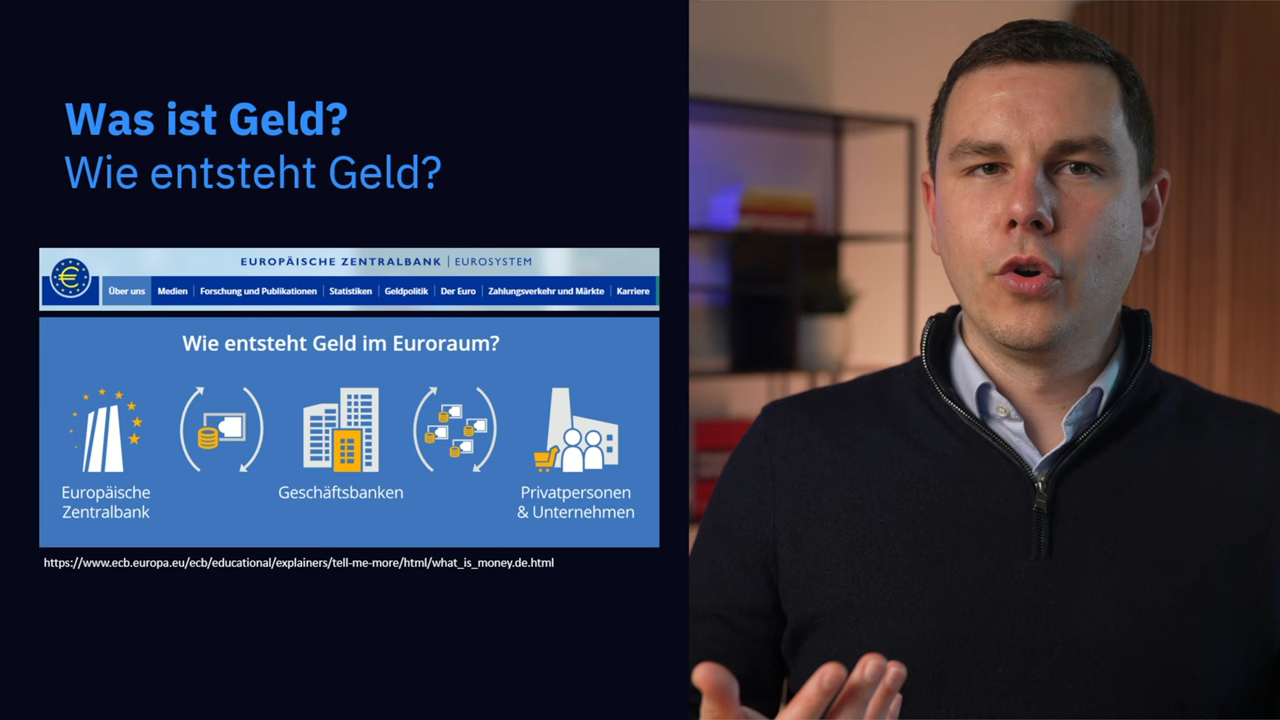 Was ist Geld?
Wie entsteht Geld?
EUROPÄISCHE ZENTRALBANK | EUROSYSTEM
Über uns | Medien | Forschung und Publikationen | Statistiken | Geldpolitik | Der Euro | Zahlungsverkehr und Märkte | Karriere
Wie entsteht Geld im Euroraum?
Europäische
Zentralbank
Geschäftsbanken
Privatpersonen
& Unternehmen
https://www.ecb.europa.eu/ecb/educational/explainers/tell-me-more/html/what_is_money.de.html